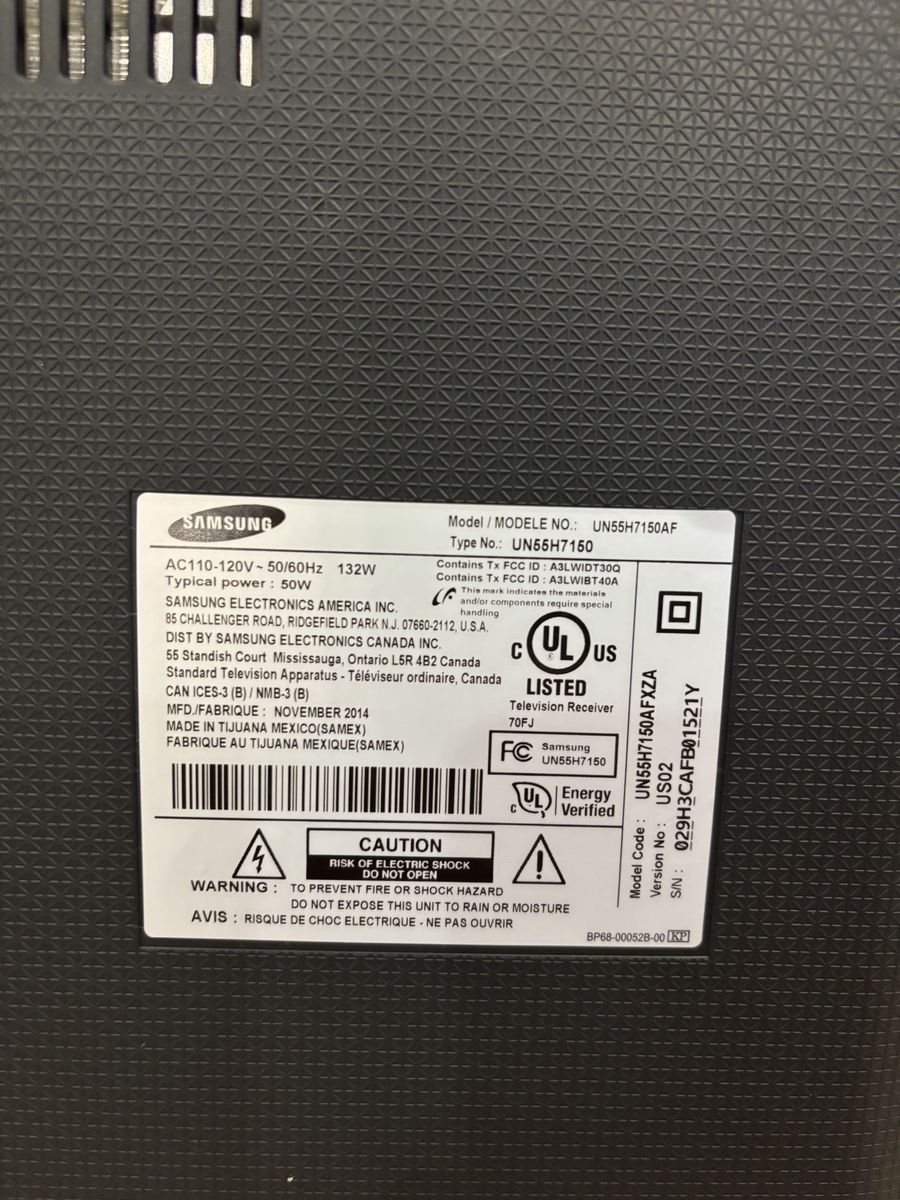 SAMSUNG
Model / MODELE NO.: UN55H7150AF
Type No.: UN55H7150
AC110-120V~ 50/60Hz 132W
Typical power : 50W
SAMSUNG ELECTRONICS AMERICA INC.
85 CHALLENGER ROAD, RIDGEFIELD PARK N.J. 07660-2112, U.S.A.
DIST BY SAMSUNG ELECTRONICS CANADA INC.
55 Standish Court Mississauga, Ontario L5R 4B2 Canada
Standard Television Apparatus - Téléviseur ordinaire, Canada
CAN ICES-3 (B) / NMB-3 (B)
MFD./FABRIQUE : NOVEMBER 2014
MADE IN TIJUANA MEXICO(SAMEX)
FABRIQUE AU TIJUANA MEXIQUE(SAMEX)
Contains Tx FCC ID : A3LWIDT30Q
Contains Tx FCC ID : A3LWIBT40A
This mark indicates the materials
and/or components require special
handling
C UL US
LISTED
Television Receiver
70FJ
FC Samsung
UN55H7150
C UL Energy
Verified
Model Code : UN55H7150AFXZA
Version No : US02
S/N : 029H3CAFB01521Y
CAUTION
RISK OF ELECTRIC SHOCK
DO NOT OPEN
WARNING : TO PREVENT FIRE OR SHOCK HAZARD
DO NOT EXPOSE THIS UNIT TO RAIN OR MOISTURE
AVIS : RISQUE DE CHOC ELECTRIQUE - NE PAS OUVRIR
BP68-00052B-00 KP